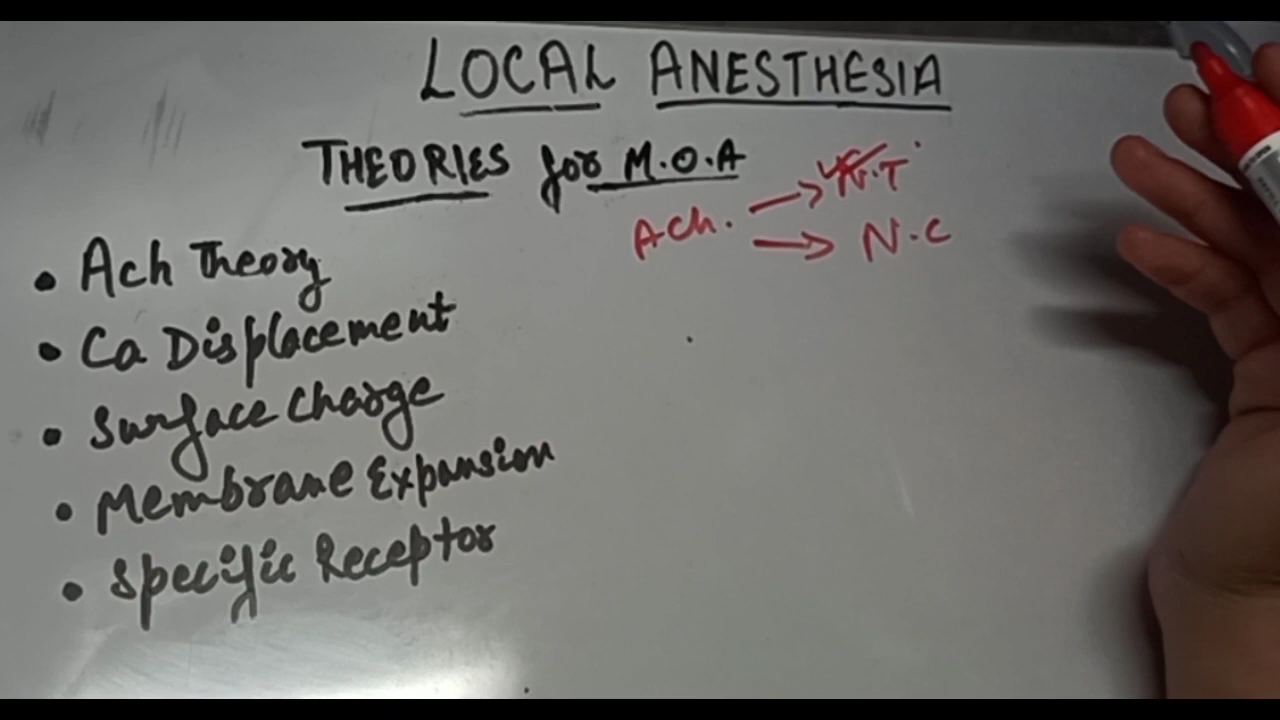 LOCAL ANESTHESIA
THEORIES for M.O.A
Ach. → N.T
→ N.C
• Ach Theory
• Ca Displacement
• Surface Charge
• Membrane Expansion
• Specific Receptor